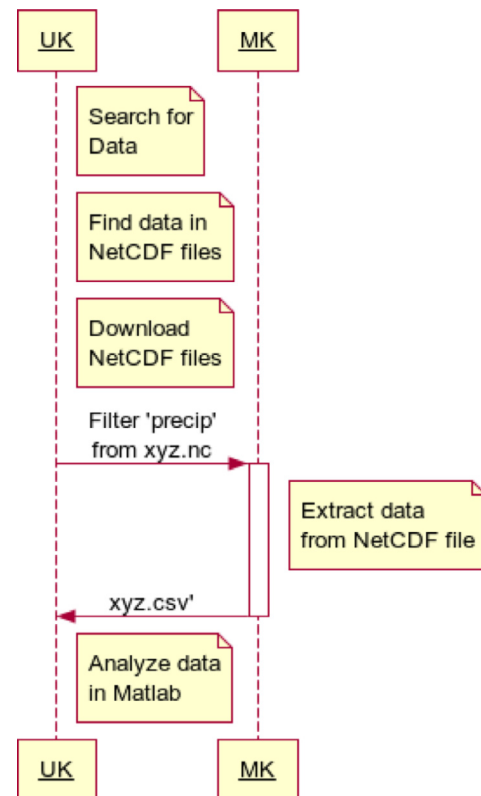 UK
MK
Search for
Data
Find data in
NetCDF files
Download
NetCDF files
Filter 'precip'
from xyz.nc
Extract data
from NetCDF file
xyz.csv'
Analyze data
in Matlab
UK
MK